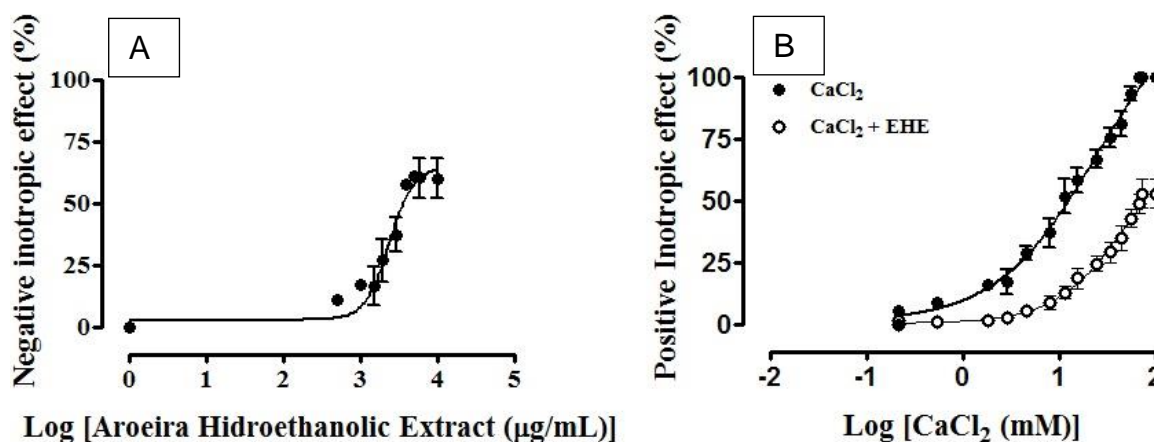 A
Negative inotropic effect (%)
100
75
50
25
0
0 1 2 3 4 5
Log [Aroeira Hidroethanolic Extract (µg/mL)]
B
Positive Inotropic effect (%)
100
75
50
25
0
CaCl₂
CaCl₂ + EHE
-2 -1 0 1 2
Log [CaCl₂ (mM)]